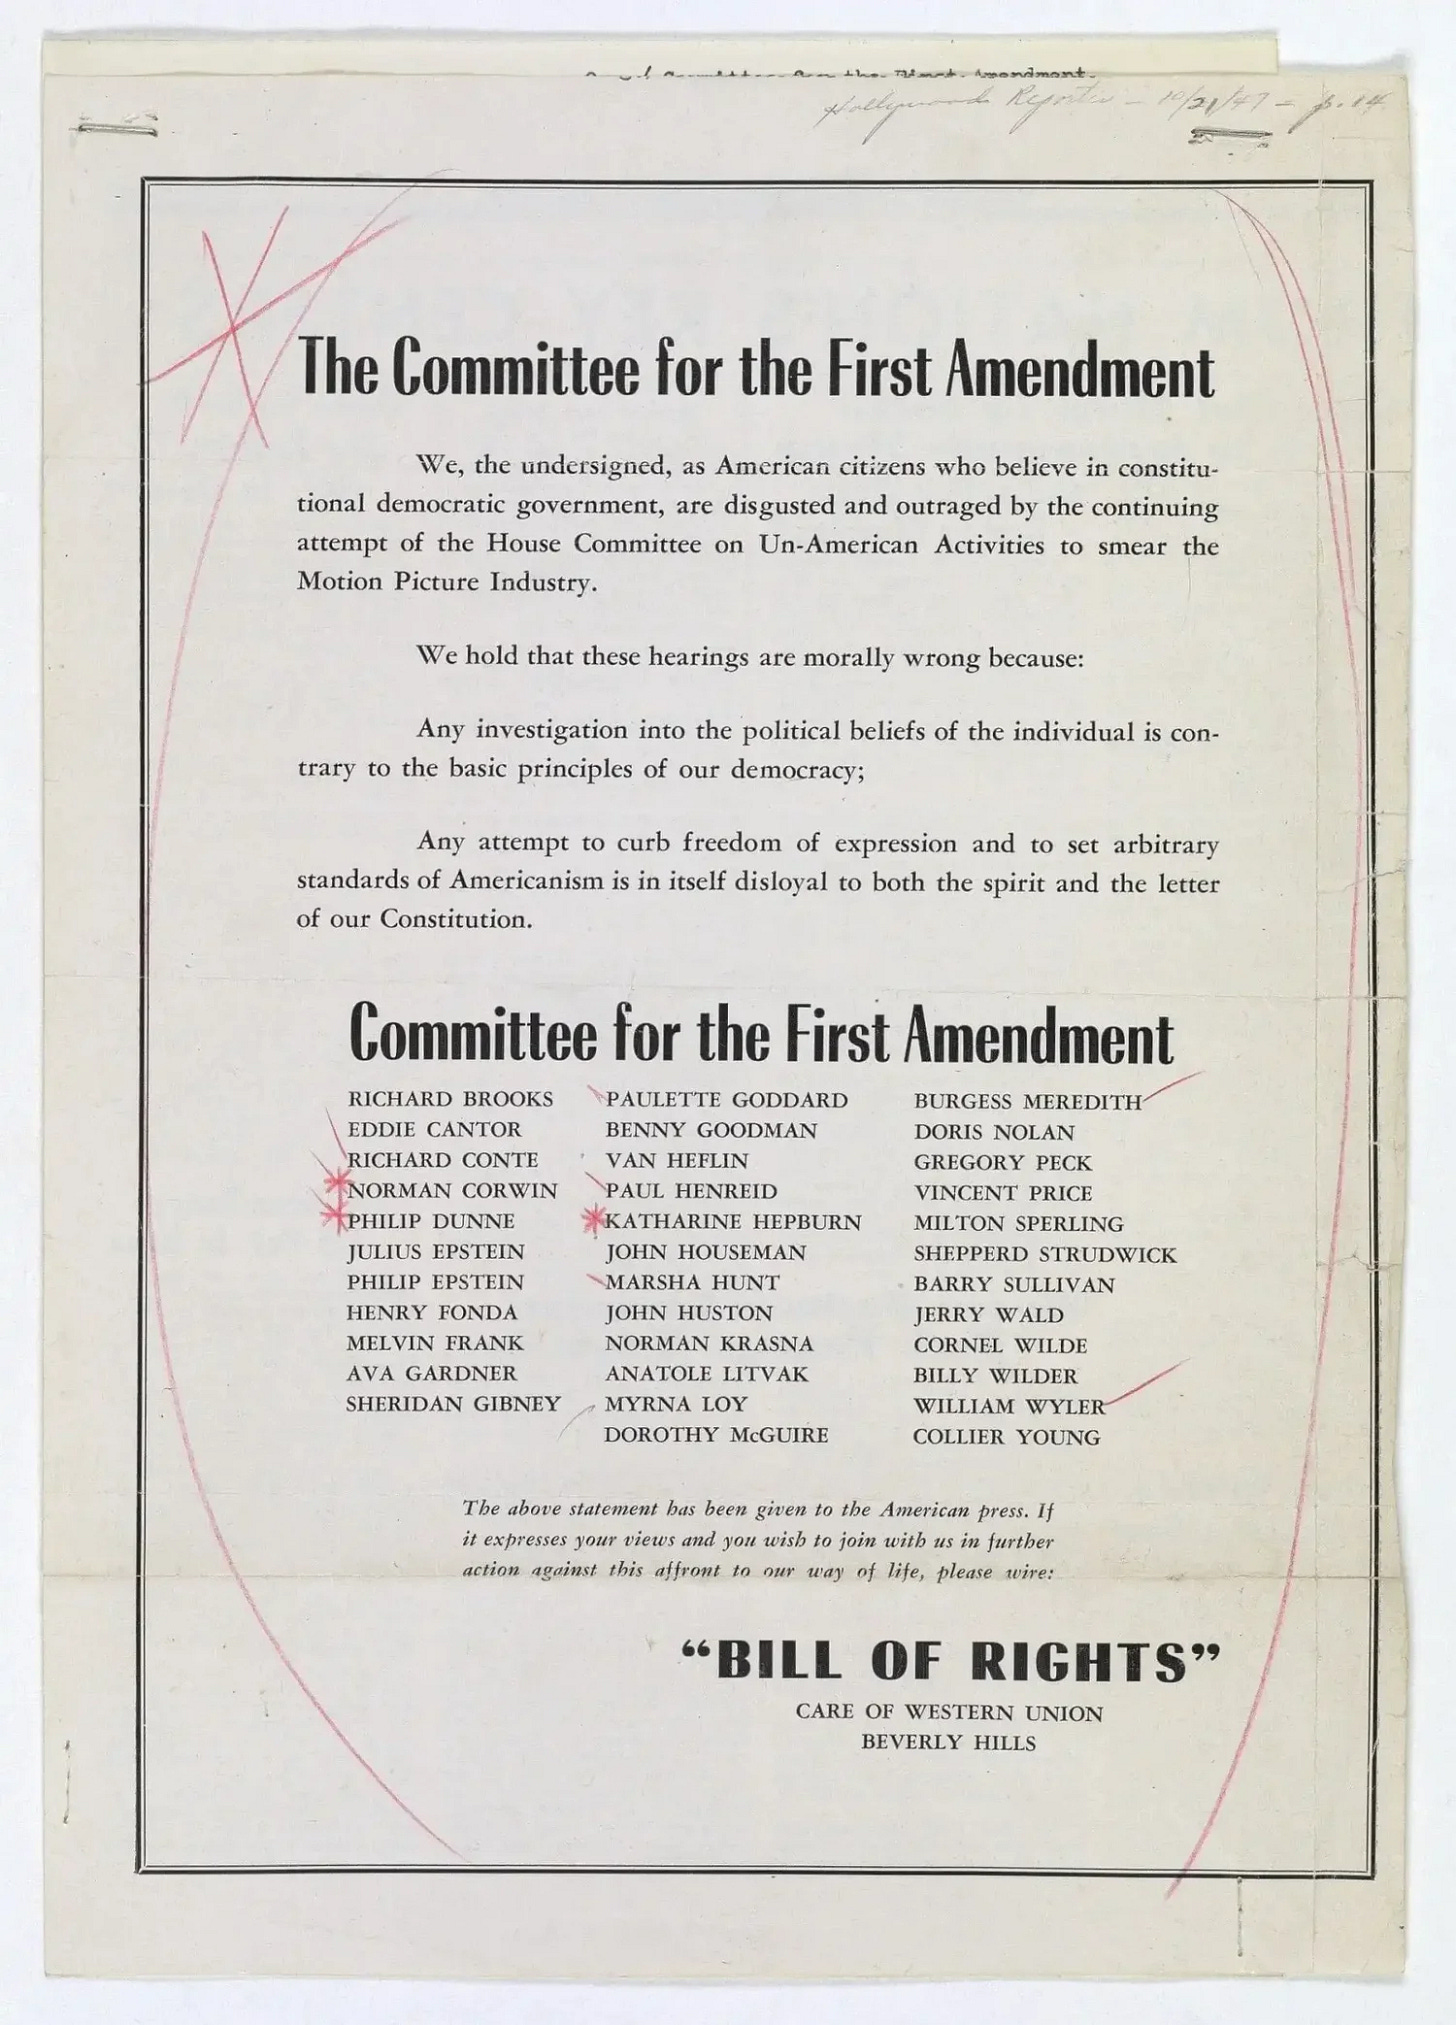 Committee for the First Amendment.
Hollywood Reporter - 10/21/47 - p. 14
The Committee for the First Amendment
We, the undersigned, as American citizens who believe in constitu-
tional democratic government, are disgusted and outraged by the continuing
attempt of the House Committee on Un-American Activities to smear the
Motion Picture Industry.
We hold that these hearings are morally wrong because:
Any investigation into the political beliefs of the individual is con-
trary to the basic principles of our democracy;
Any attempt to curb freedom of expression and to set arbitrary
standards of Americanism is in itself disloyal to both the spirit and the letter
of our Constitution.
Committee for the First Amendment
RICHARD BROOKS
EDDIE CANTOR
RICHARD CONTE
NORMAN CORWIN
PHILIP DUNNE
JULIUS EPSTEIN
PHILIP EPSTEIN
HENRY FONDA
MELVIN FRANK
AVA GARDNER
SHERIDAN GIBNEY
PAULETTE GODDARD
BENNY GOODMAN
VAN HEFLIN
PAUL HENREID
KATHARINE HEPBURN
JOHN HOUSEMAN
MARSHA HUNT
JOHN HUSTON
NORMAN KRASNA
ANATOLE LITVAK
MYRNA LOY
DOROTHY McGUIRE
BURGESS MEREDITH
DORIS NOLAN
GREGORY PECK
VINCENT PRICE
MILTON SPERLING
SHEPPERD STRUDWICK
BARRY SULLIVAN
JERRY WALD
CORNEL WILDE
BILLY WILDER
WILLIAM WYLER
COLLIER YOUNG
The above statement has been given to the American press. If
it expresses your views and you wish to join with us in further
action against this affront to our way of life, please wire:
"BILL OF RIGHTS"
CARE OF WESTERN UNION
BEVERLY HILLS